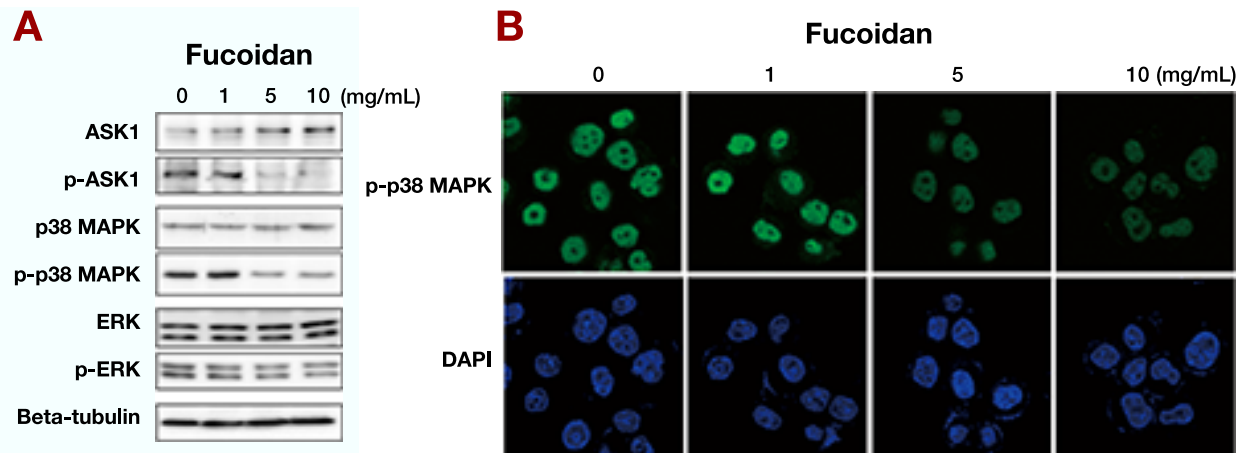 A
Fucoidan
0 1 5 10 (mg/mL)
ASK1
p-ASK1
p38 MAPK
p-p38 MAPK
ERK
p-ERK
Beta-tubulin
B
Fucoidan
0 1 5 10 (mg/mL)
p-p38 MAPK
DAPI